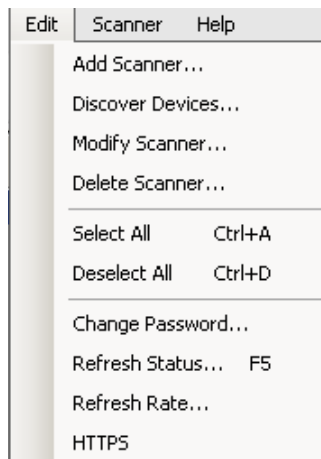 Edit Scanner Help
Add Scanner...
Discover Devices...
Modify Scanner...
Delete Scanner...
Select All Ctrl+A
Deselect All Ctrl+D
Change Password...
Refresh Status... F5
Refresh Rate...
HTTPS